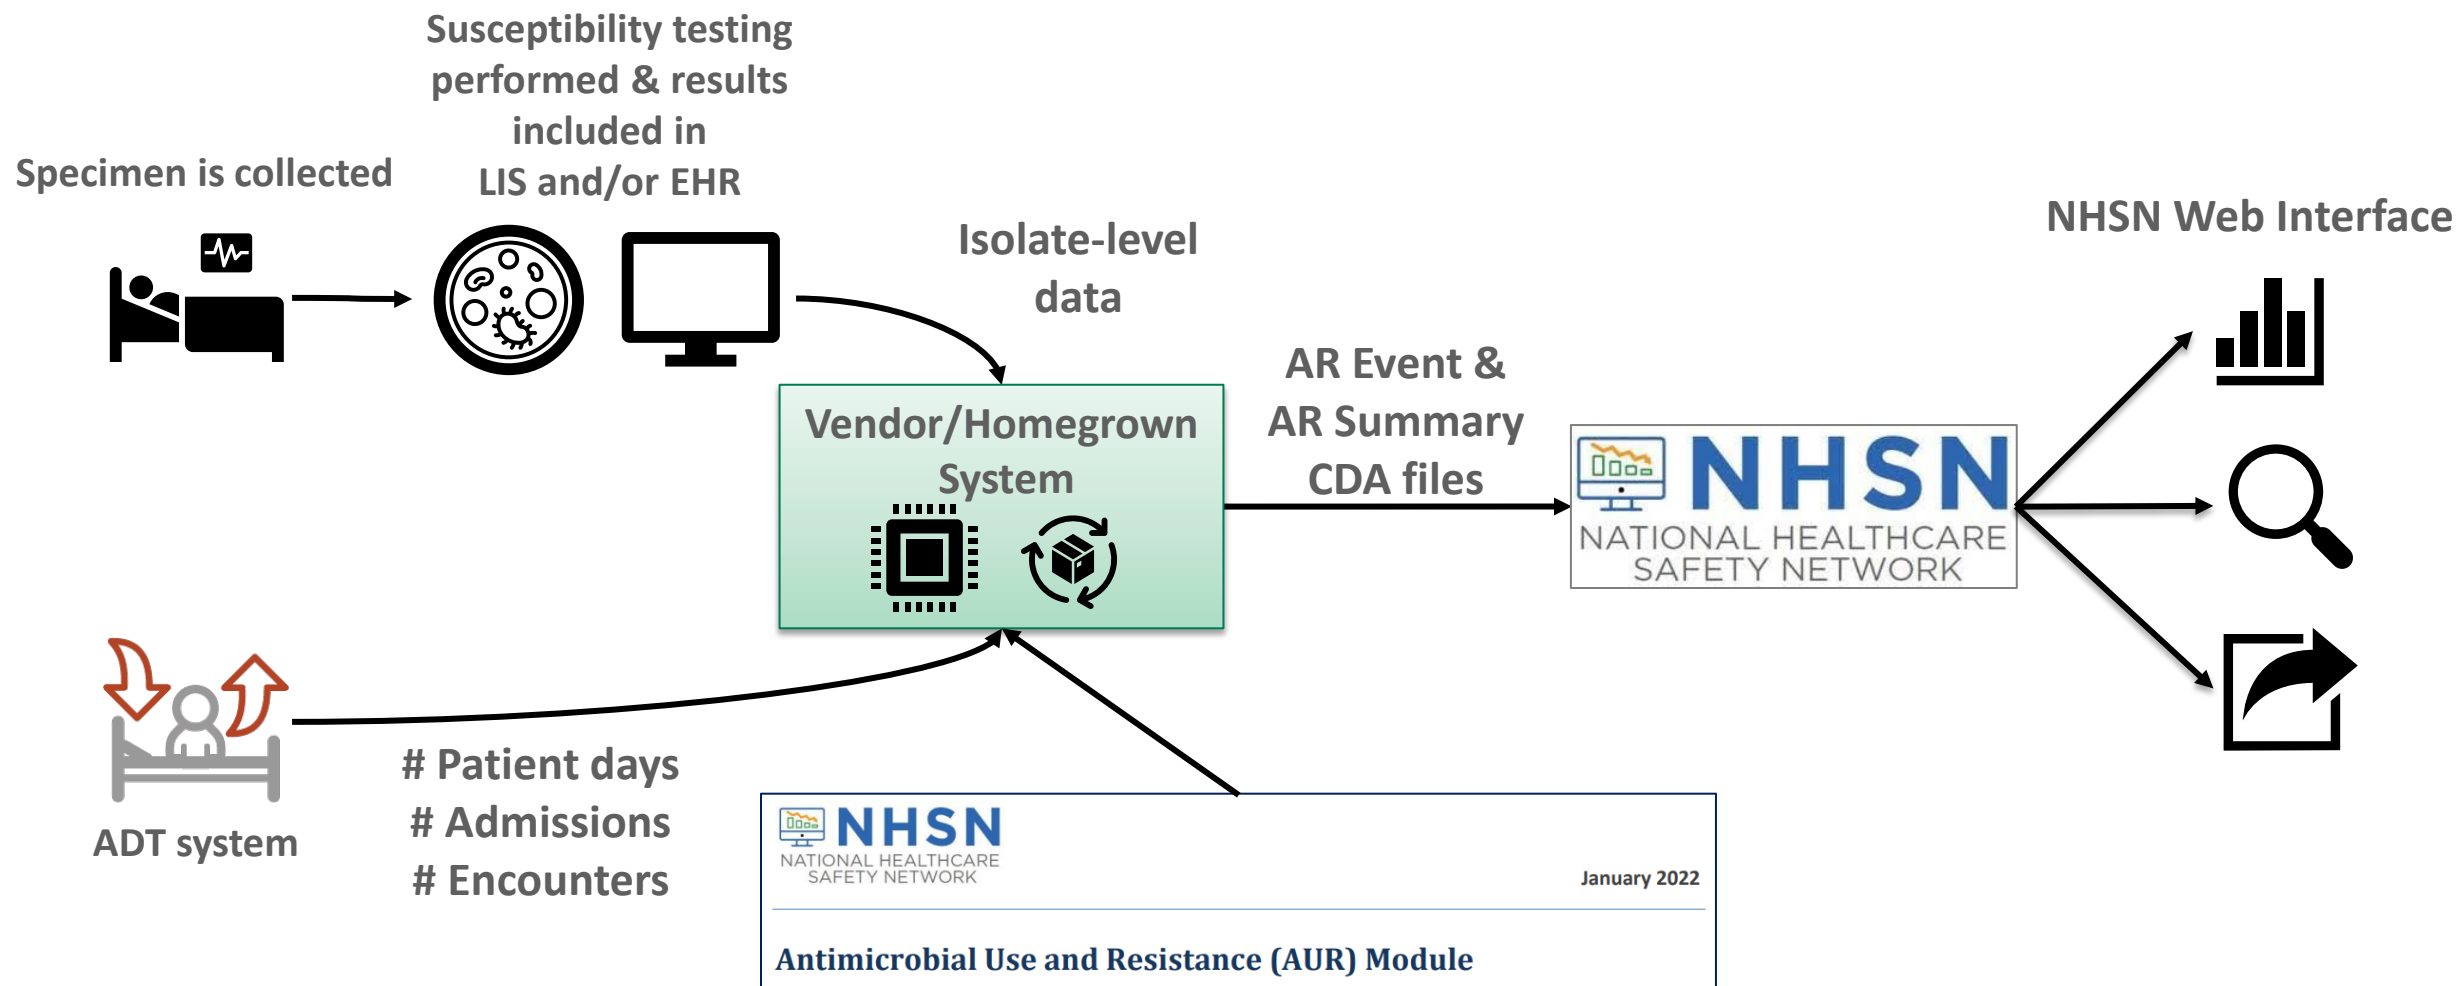 Specimen is collected
Susceptibility testing
performed & results
included in
LIS and/or EHR
Isolate-level
data
Vendor/Homegrown
System
AR Event &
AR Summary
CDA files
NHSN
NATIONAL HEALTHCARE
SAFETY NETWORK
NHSN Web Interface
ADT system
# Patient days
# Admissions
# Encounters
NHSN
NATIONAL HEALTHCARE
SAFETY NETWORK
January 2022
Antimicrobial Use and Resistance (AUR) Module